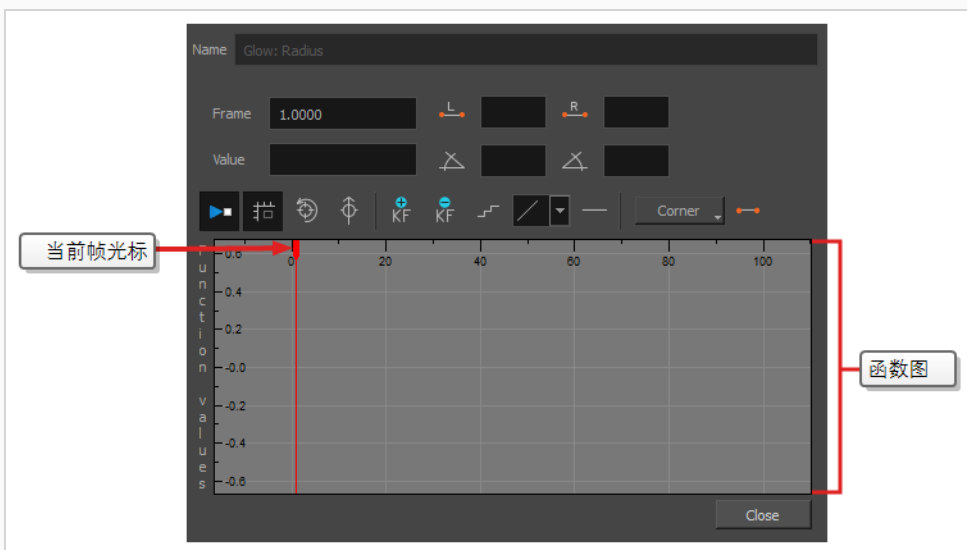 Name Glow: Radius
Frame 1.0000 L R
Value
KF KF Corner
当前帧光标
函数图
Function values
0 20 40 60 80 100
-0.6
-0.4
-0.2
-0.0
-0.2
-0.4
-0.6
Close